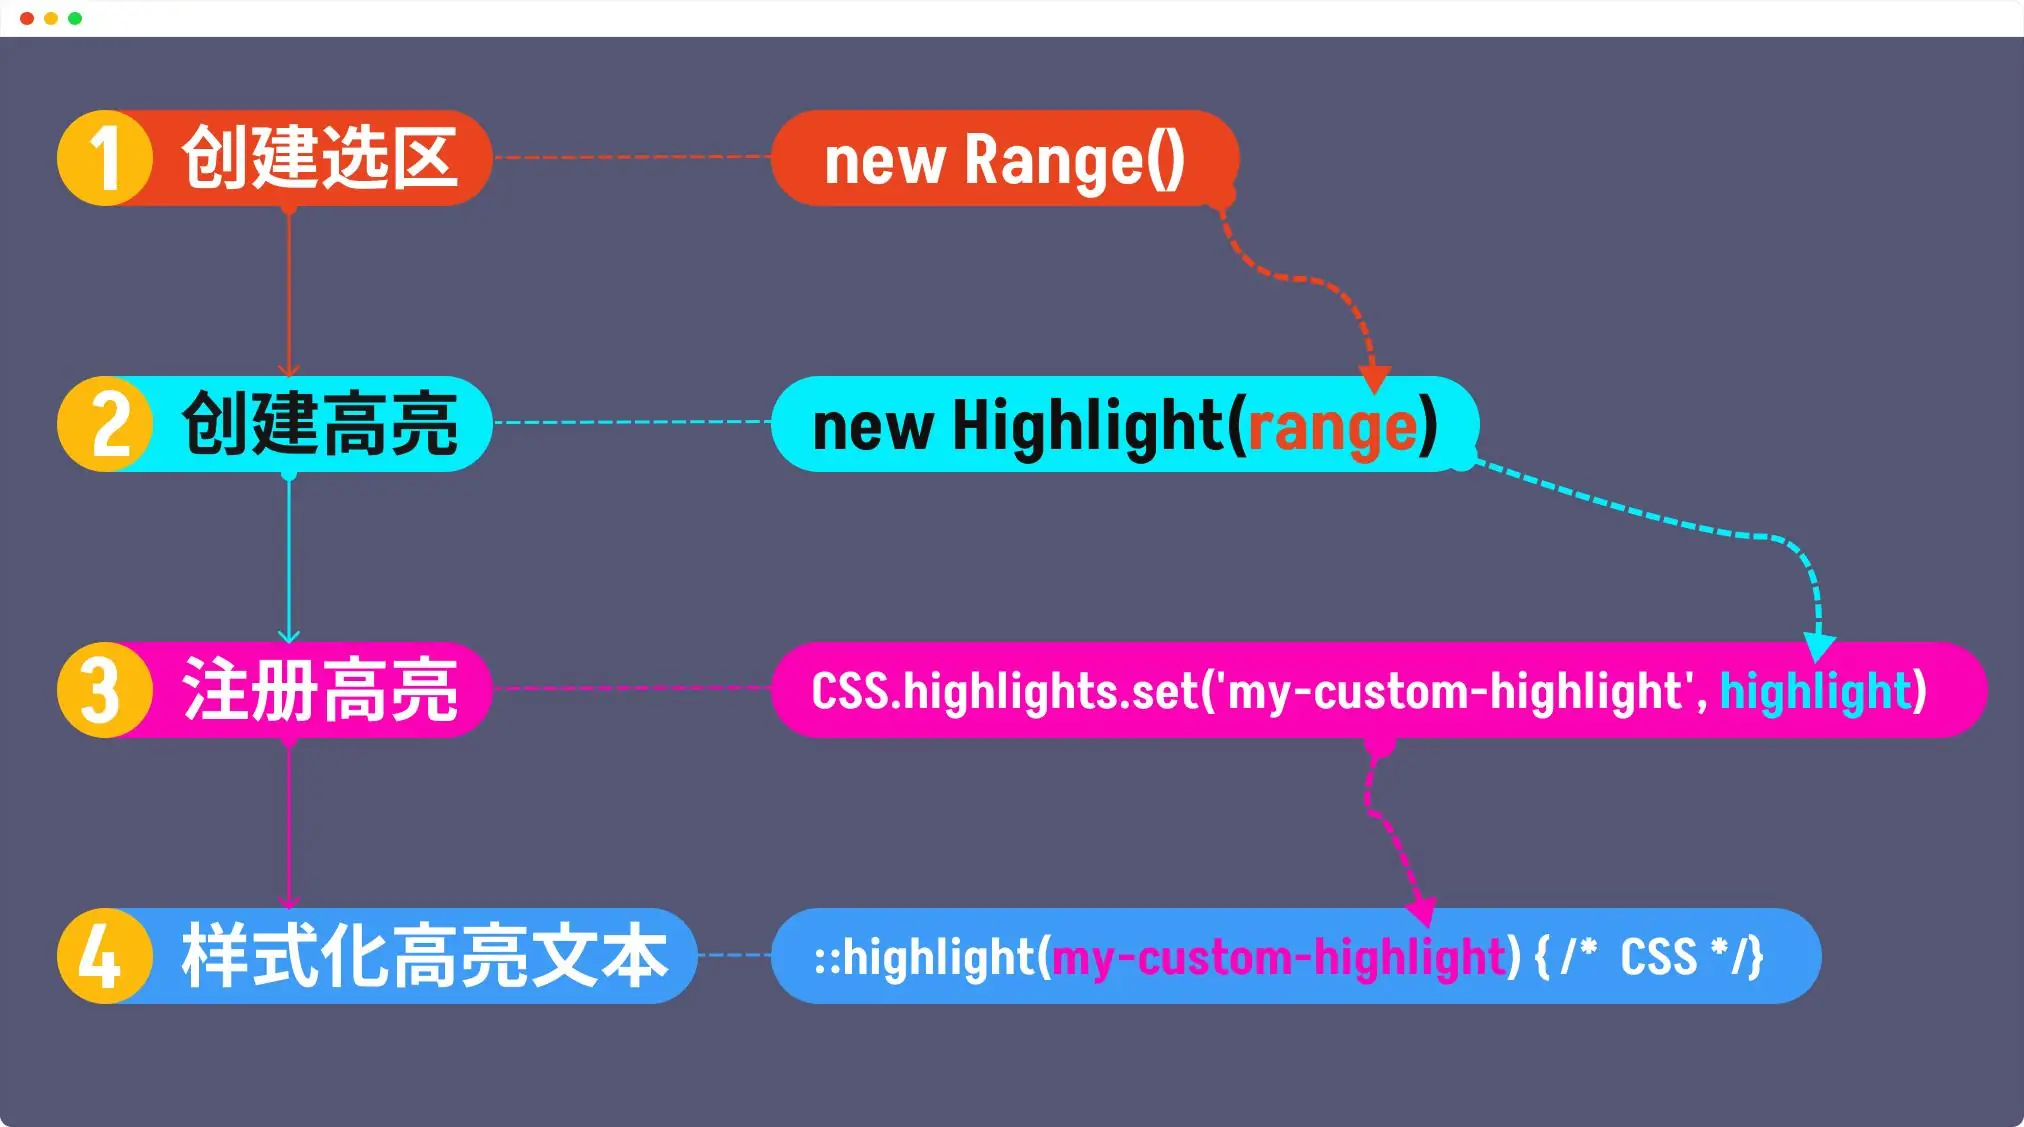 1 创建选区
new Range()
2 创建高亮
new Highlight(range)
3 注册高亮
CSS.highlights.set('my-custom-highlight', highlight)
4 样式化高亮文本
::highlight(my-custom-highlight) { /* CSS */}